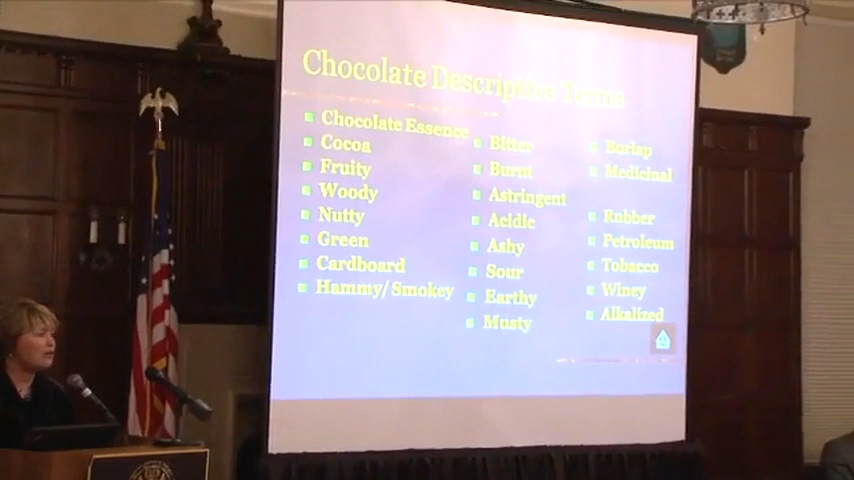 Chocolate Descriptive Terms
Chocolate Essence
Cocoa
Fruity
Woody
Nutty
Green
Cardboard
Hammy/Smokey
Bitter
Burnt
Astringent
Acidic
Ashy
Sour
Earthy
Musty
Burlap
Medicinal
Rubber
Petroleum
Tobacco
Winey
Alkalized